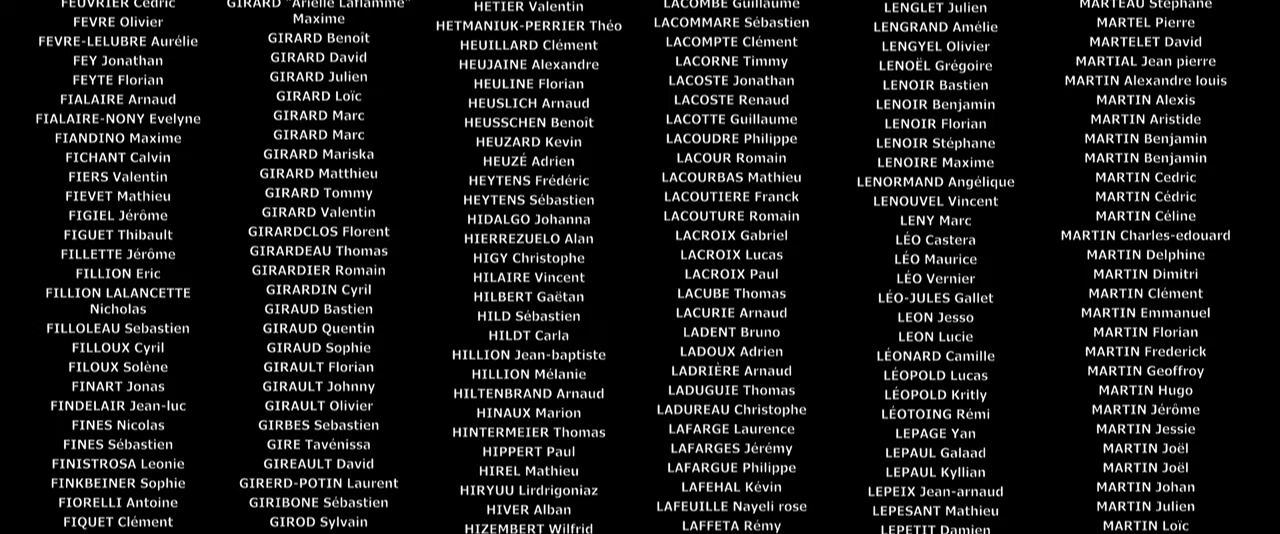 FEUVRIER Cédric
FEVRE Olivier
FEVRE-LELUBRE Aurélie
FEY Jonathan
FEYTE Florian
FIALAIRE Arnaud
FIALAIRE-NONY Evelyne
FIANDINO Maxime
FICHANT Calvin
FIERS Valentin
FIEVET Mathieu
FIGIEL Jérôme
FIGUET Thibault
FILLETTE Jérôme
FILLION Eric
FILLION LALANCETTE
Nicholas
FILLOLEAU Sebastien
FILLOUX Cyril
FILOUX Solène
FINART Jonas
FINDELAIR Jean-luc
FINES Nicolas
FINES Sébastien
FINISTROSA Leonie
FINKBEINER Sophie
FIORELLI Antoine
FIQUET Clément
GIRARD "Arielle Laflamme"
Maxime
GIRARD Benoît
GIRARD David
GIRARD Julien
GIRARD Loïc
GIRARD Marc
GIRARD Marc
GIRARD Mariska
GIRARD Matthieu
GIRARD Tommy
GIRARD Valentin
GIRARDCLOS Florent
GIRARDEAU Thomas
GIRARDIER Romain
GIRARDIN Cyril
GIRAUD Bastien
GIRAUD Quentin
GIRAUD Sophie
GIRAULT Florian
GIRAULT Johnny
GIRAULT Olivier
GIRBES Sebastien
GIRE Tavénissa
GIREAULT David
GIRERD-POTIN Laurent
GIRIBONE Sébastien
GIROD Sylvain
HETIER Valentin
HETMANIUK-PERRIER Théo
HEUILLARD Clément
HEUJAINE Alexandre
HEULINE Florian
HEUSLICH Arnaud
HEUSSCHEN Benoît
HEUZARD Kevin
HEUZÉ Adrien
HEYTENS Frédéric
HEYTENS Sébastien
HIDALGO Johanna
HIERREZUELO Alan
HIGY Christophe
HILAIRE Vincent
HILBERT Gaëtan
HILD Sébastien
HILDT Carla
HILLION Jean-baptiste
HILLION Mélanie
HILTENBRAND Arnaud
HINAUX Marion
HINTERMEIER Thomas
HIPPERT Paul
HIREL Mathieu
HIRYUU Lirdrigoniaz
HIVER Alban
HIZEMBERT Wilfrid
LACOMBE Guillaume
LACOMMARE Sébastien
LACOMPTE Clément
LACORNE Timmy
LACOSTE Jonathan
LACOSTE Renaud
LACOTTE Guillaume
LACOUDRE Philippe
LACOUR Romain
LACOURBAS Mathieu
LACOUTIERE Franck
LACOUTURE Romain
LACROIX Gabriel
LACROIX Lucas
LACROIX Paul
LACUBE Thomas
LACURIE Arnaud
LADENT Bruno
LADOUX Adrien
LADRIÈRE Arnaud
LADUGUIE Thomas
LADUREAU Christophe
LAFARGE Laurence
LAFARGES Jérémy
LAFARGUE Philippe
LAFEHAL Kévin
LAFEUILLE Nayeli rose
LAFFETA Rémy
LENGLET Julien
LENGRAND Amélie
LENGYEL Olivier
LENOËL Grégoire
LENOIR Bastien
LENOIR Benjamin
LENOIR Florian
LENOIR Stéphane
LENOIRE Maxime
LENORMAND Angélique
LENOUVEL Vincent
LENY Marc
LÉO Castera
LÉO Maurice
LÉO Vernier
LÉO-JULES Gallet
LEON Jesso
LEON Lucie
LÉONARD Camille
LÉOPOLD Lucas
LÉOPOLD Kritly
LÉOTOING Rémi
LEPAGE Yan
LEPAUL Galaad
LEPAUL Kyllian
LEPEIX Jean-arnaud
LEPESANT Mathieu
LEPETIT Damien
MARTEAU Stéphane
MARTEL Pierre
MARTELET David
MARTIAL Jean pierre
MARTIN Alexandre louis
MARTIN Alexis
MARTIN Aristide
MARTIN Benjamin
MARTIN Benjamin
MARTIN Cedric
MARTIN Cédric
MARTIN Céline
MARTIN Charles-edouard
MARTIN Delphine
MARTIN Dimitri
MARTIN Clément
MARTIN Emmanuel
MARTIN Florian
MARTIN Frederick
MARTIN Geoffroy
MARTIN Hugo
MARTIN Jérôme
MARTIN Jessie
MARTIN Joël
MARTIN Joël
MARTIN Johan
MARTIN Julien
MARTIN Loïc